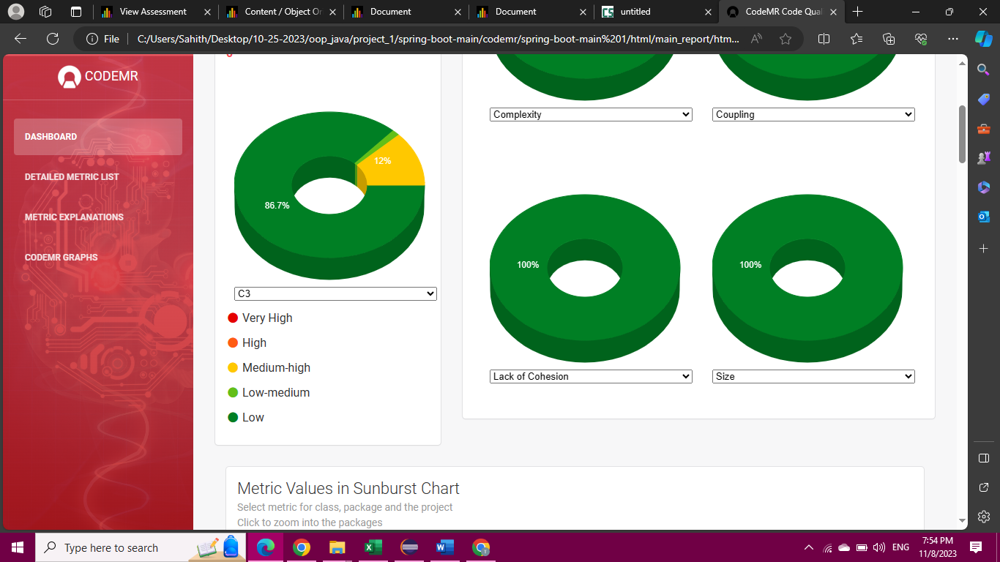 View Assessment
Content / Object Or
Document
Document
CS
untitled
CodeMR Code Qual
File
C:/Users/Sahith/Desktop/10-25-2023/oop_java/project_1/spring-boot-main/codemr/spring-boot-main%201/html/main_report/htm...
CODEMR
DASHBOARD
DETAILED METRIC LIST
METRIC EXPLANATIONS
CODEMR GRAPHS
12%
86.7%
C3
Very High
High
Medium-high
Low-medium
Low
Complexity
Coupling
100%
100%
Lack of Cohesion
Size
Metric Values in Sunburst Chart
Select metric for class, package and the project
Click to zoom into the packages
Type here to search
ENG
7:54 PM
11/8/2023